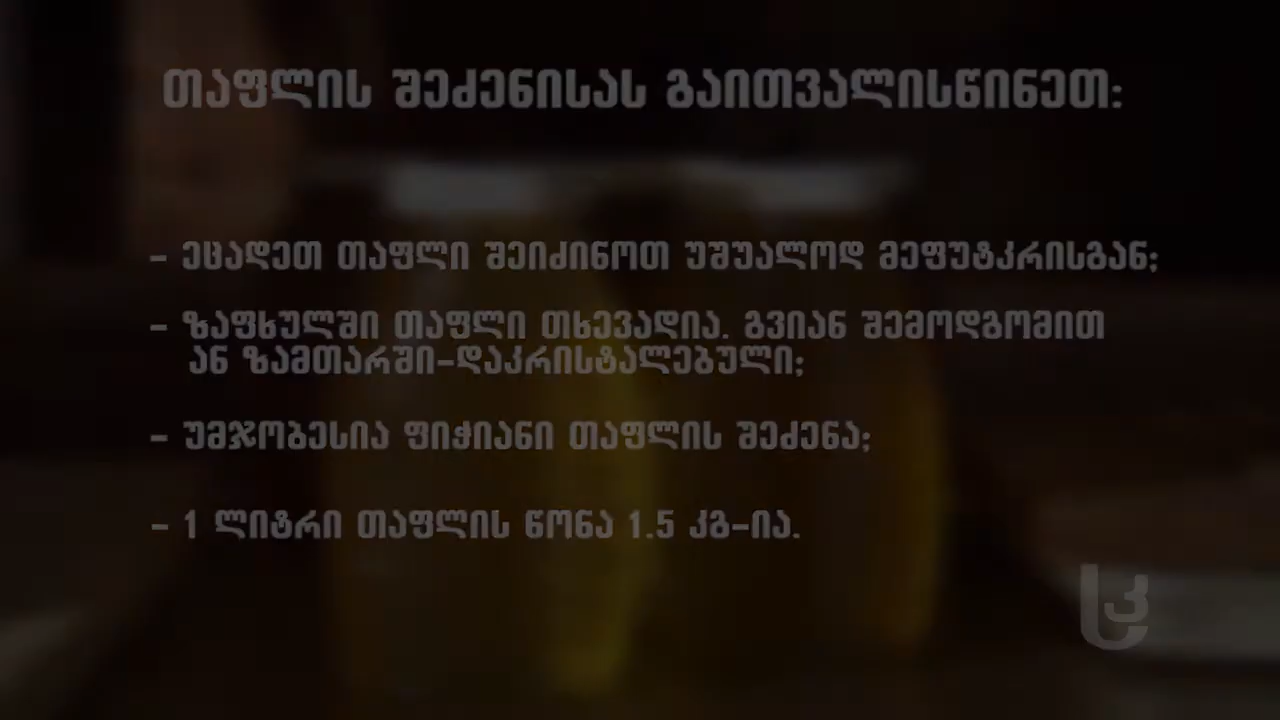 თაფლის შეძენისას გაითვალისწინეთ:
- ეცადეთ თაფლი შეიძინოთ უშუალოდ მეფუტკრისგან;
- ზაფხულში თაფლი თხევადია. გვიან შემოდგომით
ან ზამთარში-დაკრისტალებული;
- უმჯობესია ფიჭიანი თაფლის შეძენა;
- 1 ლიტრი თაფლის წონა 1.5 კგ-ია.